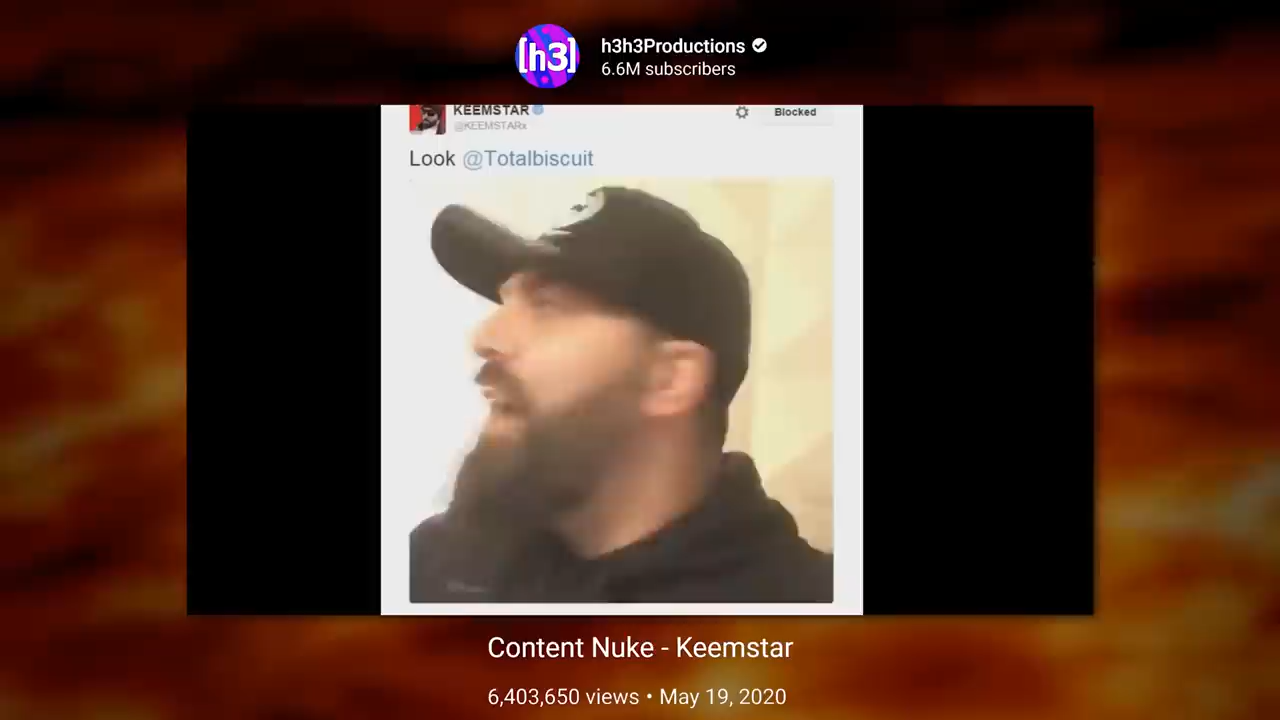 [h3]
h3h3Productions
6.6M subscribers
KEEMSTAR
@KEEMSTARx
Blocked
Look @Totalbiscuit
Content Nuke - Keemstar
6,403,650 views • May 19, 2020